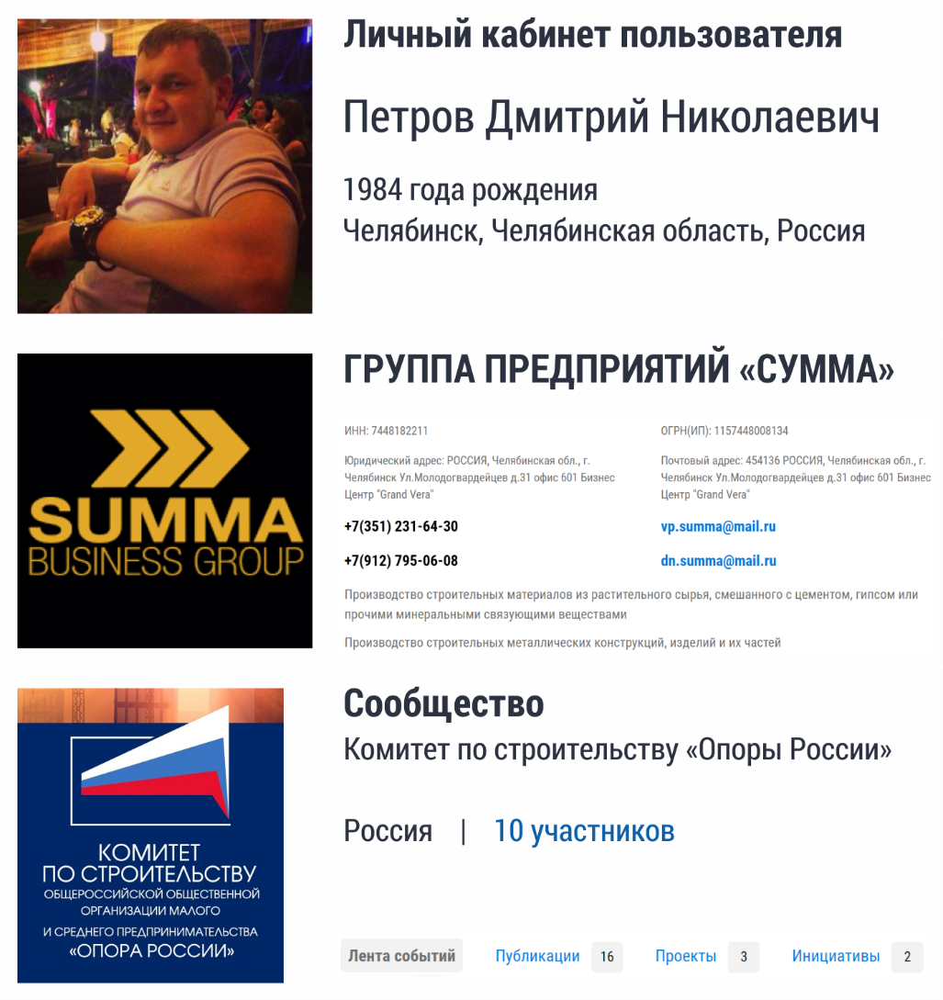 Личный кабинет пользователя
Петров Дмитрий Николаевич
1984 года рождения
Челябинск, Челябинская область, Россия
ГРУППА ПРЕДПРИЯТИЙ «СУММА»
SUMMA
BUSINESS GROUP
ИНН: 7448182211
ОГРН(ИП): 1157448008134
Юридический адрес: РОССИЯ, Челябинская обл., г.
Челябинск Ул.Молодогвардейцев д.31 офис 601 Бизнес
Центр "Grand Vera"
Почтовый адрес: 454136 РОССИЯ, Челябинская обл., г.
Челябинск Ул.Молодогвардейцев д.31 офис 601 Бизнес
Центр "Grand Vera"
+7(351) 231-64-30
vp.summa@mail.ru
+7(912) 795-06-08
dn.summa@mail.ru
Производство строительных материалов из растительного сырья, смешанного с цементом, гипсом или
прочими минеральными связующими веществами
Производство строительных металлических конструкций, изделий и их частей
Сообщество
Комитет по строительству «Опоры России»
Россия | 10 участников
КОМИТЕТ
ПО СТРОИТЕЛЬСТВУ
ОБЩЕРОССИЙСКОЙ ОБЩЕСТВЕННОЙ
ОРГАНИЗАЦИИ МАЛОГО
И СРЕДНЕГО ПРЕДПРИНИМАТЕЛЬСТВА
«ОПОРА РОССИИ»
Лента событий Публикации 16 Проекты 3 Инициативы 2